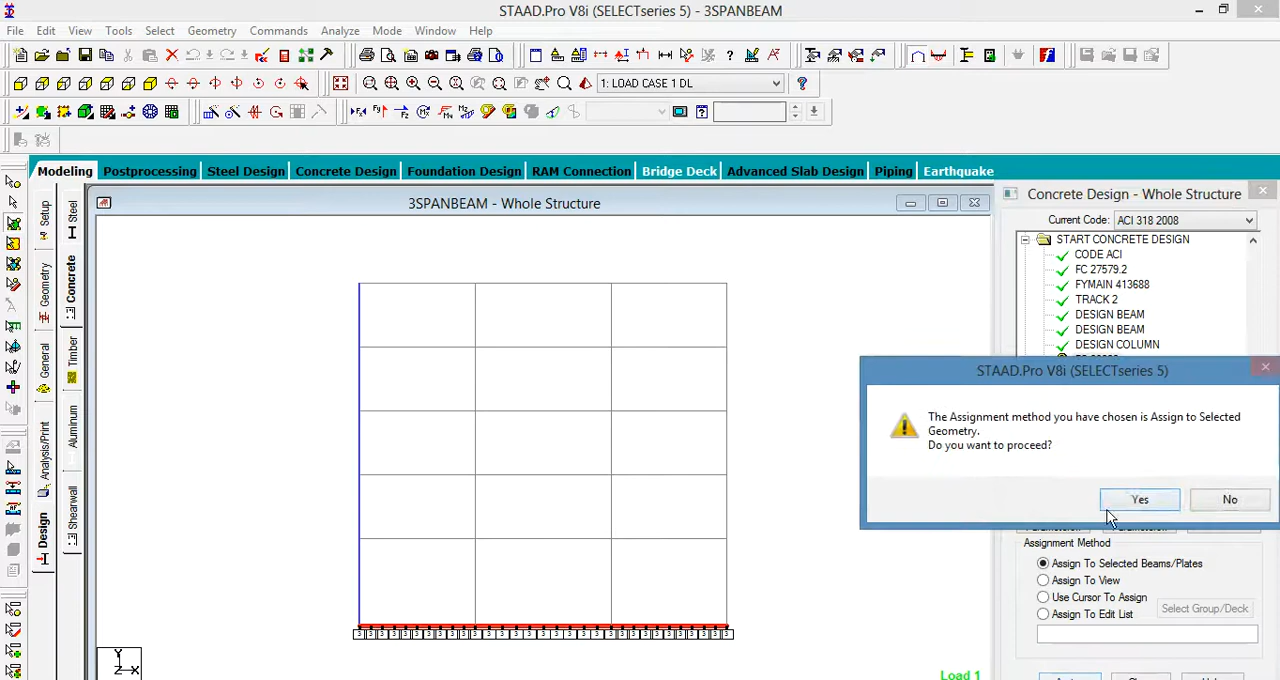 STAAD.Pro V8i (SELECTseries 5) - 3SPANBEAM
File Edit View Tools Select Geometry Commands Analyze Mode Window Help
1: LOAD CASE 1 DL
Modeling Postprocessing Steel Design Concrete Design Foundation Design RAM Connection Bridge Deck Advanced Slab Design Piping Earthquake
Setup
Geometry
General
Analysis/Print
Design
Steel
Concrete
Timber
Aluminum
Shearwall
3SPANBEAM - Whole Structure
Load 1
Concrete Design - Whole Structure
Current Code: ACI 318 2008
START CONCRETE DESIGN
CODE ACI
FC 27579.2
FYMAIN 413688
TRACK 2
DESIGN BEAM
DESIGN BEAM
DESIGN COLUMN
STAAD.Pro V8i (SELECTseries 5)
The Assignment method you have chosen is Assign to Selected
Geometry.
Do you want to proceed?
Yes No
Assignment Method
Assign To Selected Beams/Plates
Assign To View
Use Cursor To Assign
Assign To Edit List
Select Group/Deck
Y
Z X